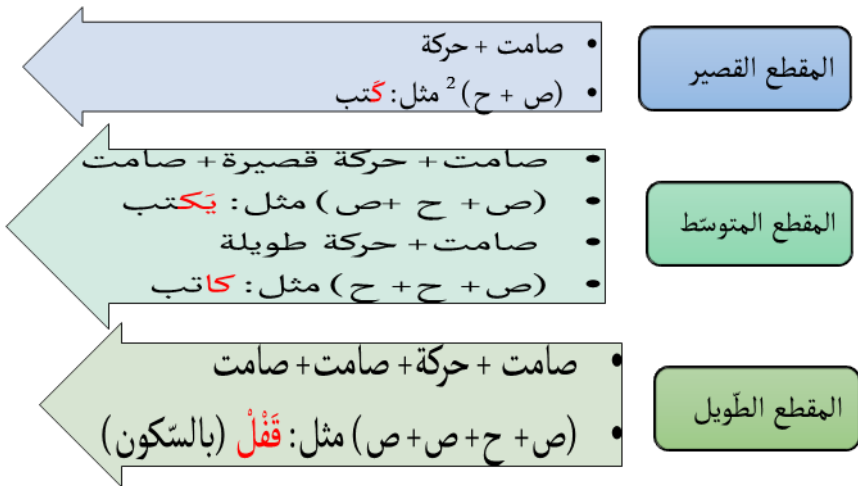 المقطع القصير
• صامت + حركة
• (ص + ح) ² مثل: كَتب
المقطع المتوسّط
• صامت + حركة قصيرة + صامت
• (ص + ح +ص) مثل: يَكتب
• صامت + حركة طويلة
• (ص + ح + ح) مثل: كاتب
المقطع الطّويل
• صامت + حركة + صامت + صامت
• (ص + ح + ص + ص) مثل: قَفْلْ (بالسّكون)